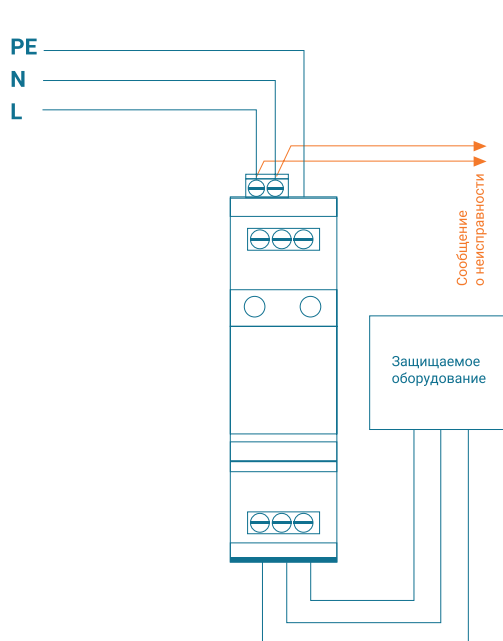 PE
N
L
Сообщение
о неисправности
Защищаемое
оборудование